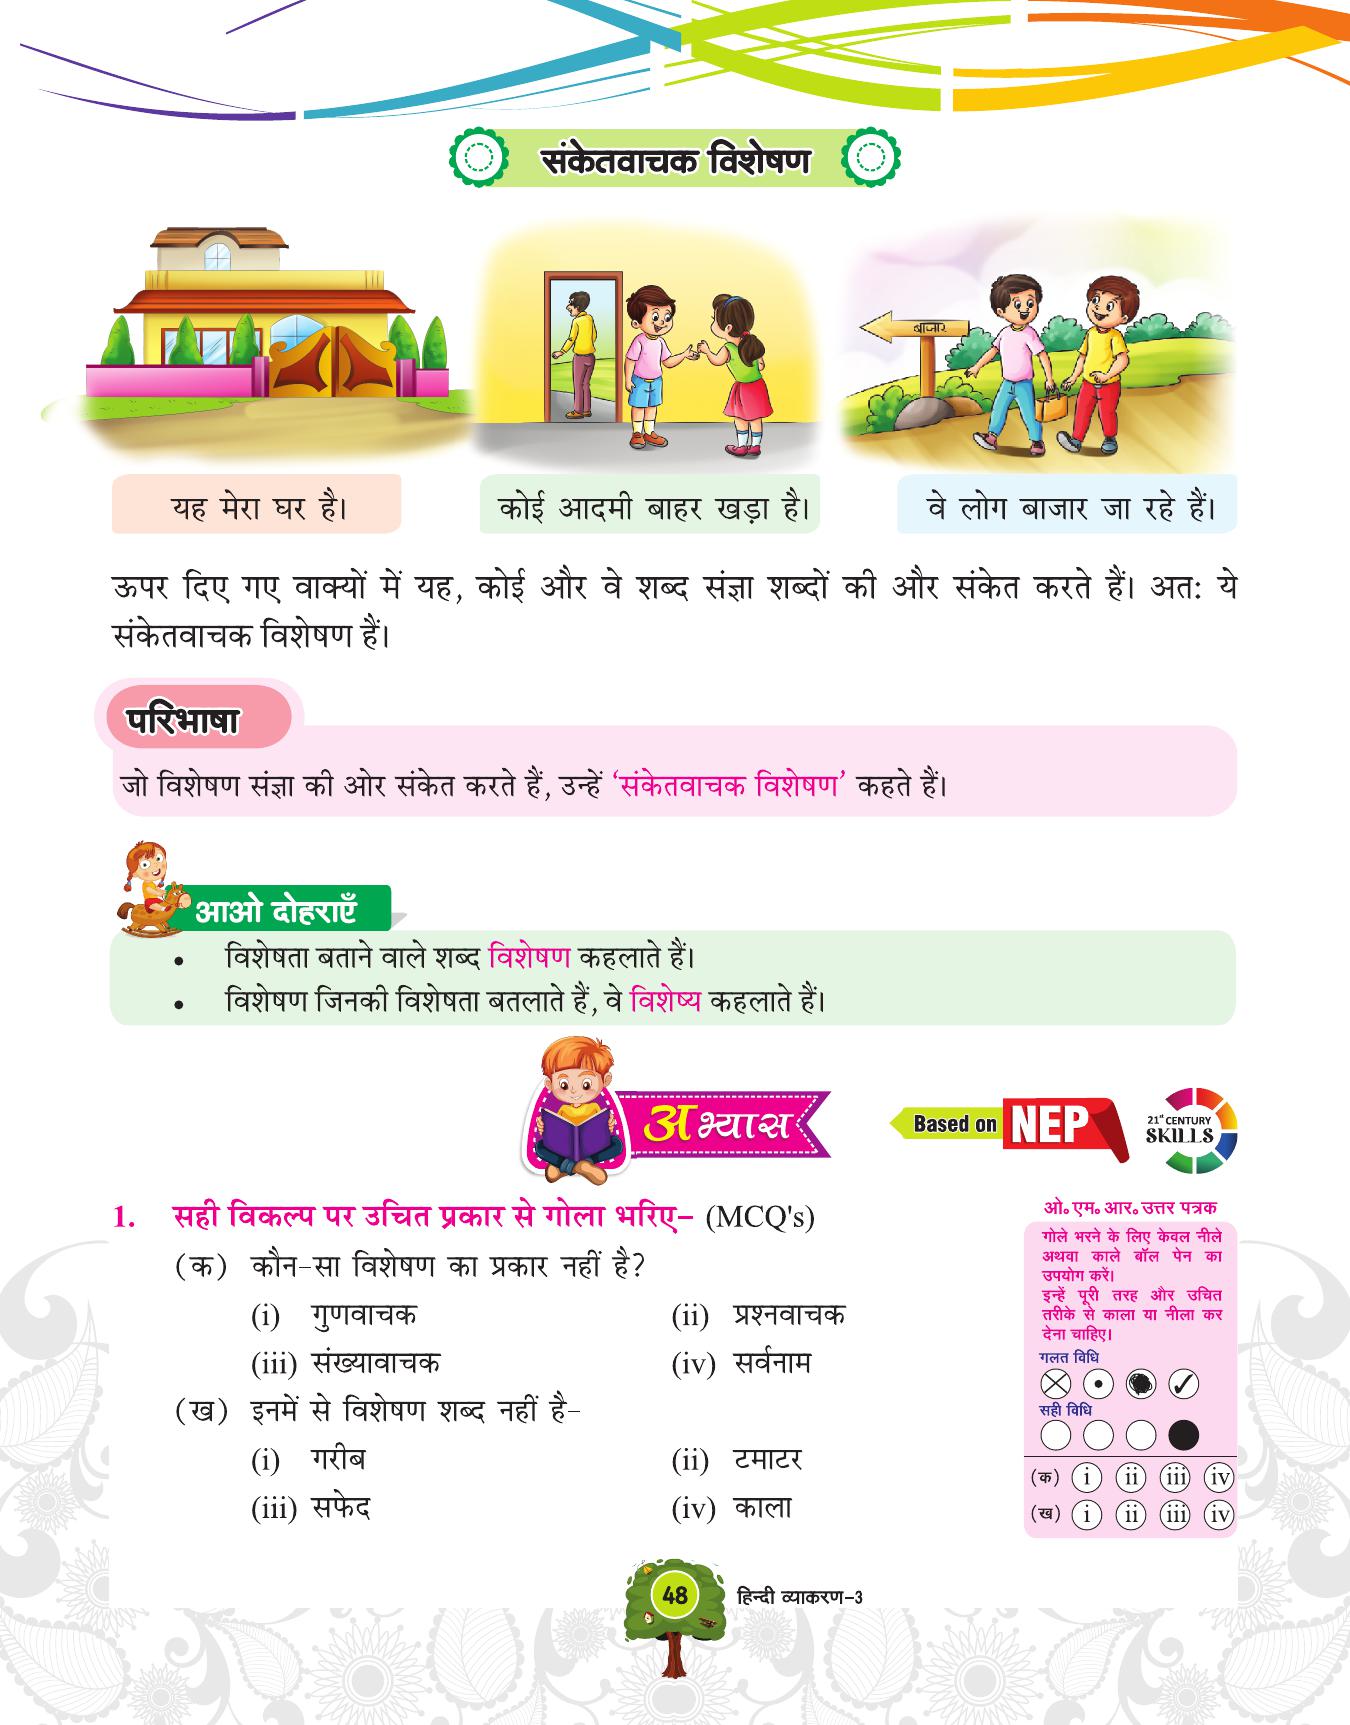 संकेतवाचक विशेषण
बाजार
यह मेरा घर है।
कोई आदमी बाहर खड़ा है।
वे लोग बाजार जा रहे हैं।
ऊपर दिए गए वाक्यों में यह, कोई और वे शब्द संज्ञा शब्दों की और संकेत करते हैं। अत: ये
संकेतवाचक विशेषण हैं।
परिभाषा
जो विशेषण संज्ञा की ओर संकेत करते हैं, उन्हें ‘संकेतवाचक विशेषण’ कहते हैं।
आओ दोहराएँ
• विशेषता बताने वाले शब्द विशेषण कहलाते हैं।
• विशेषण जिनकी विशेषता बतलाते हैं, वे विशेष्य कहलाते हैं।
अभ्यास
Based on NEP
21st CENTURY
SKILLS
1. सही विकल्प पर उचित प्रकार से गोला भरिए– (MCQ's)
(क) कौन–सा विशेषण का प्रकार नहीं है?
(i) गुणवाचक (ii) प्रश्नवाचक
(iii) संख्यावाचक (iv) सर्वनाम
(ख) इनमें से विशेषण शब्द नहीं है–
(i) गरीब (ii) टमाटर
(iii) सफेद (iv) काला
ओ॰ एम॰ आर॰ उत्तर पत्रक
गोले भरने के लिए केवल नीले
अथवा काले बॉल पेन का
उपयोग करें।
इन्हें पूरी तरह और उचित
तरीके से काला या नीला कर
देना चाहिए।
गलत विधि
सही विधि
(क) i ii iii iv
(ख) i ii iii iv
48 हिन्दी व्याकरण–3